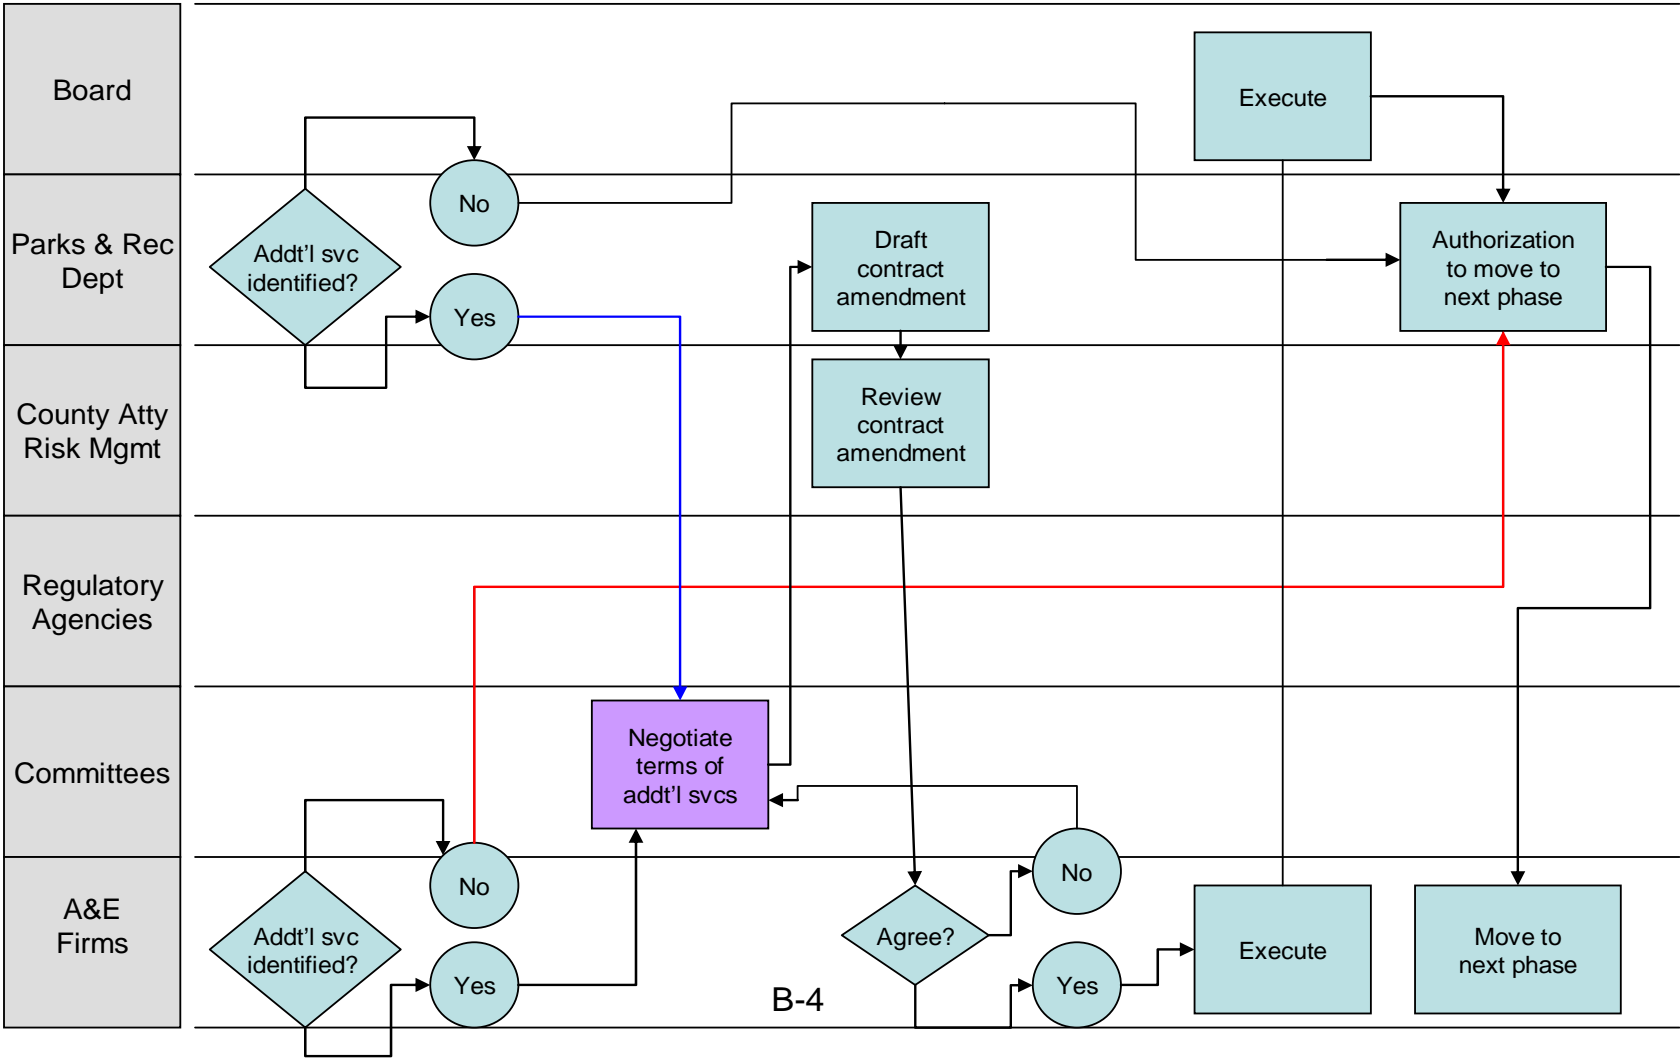 Board
Execute
No
Parks & Rec
Dept
Addt'l svc
identified?
Yes
Draft
contract
amendment
Authorization
to move to
next phase
County Atty
Risk Mgmt
Review
contract
amendment
Regulatory
Agencies
Committees
Negotiate
terms of
addt'l svcs
A&E
Firms
Addt'l svc
identified?
No
Yes
Agree?
No
Yes
Execute
Move to
next phase
B-4